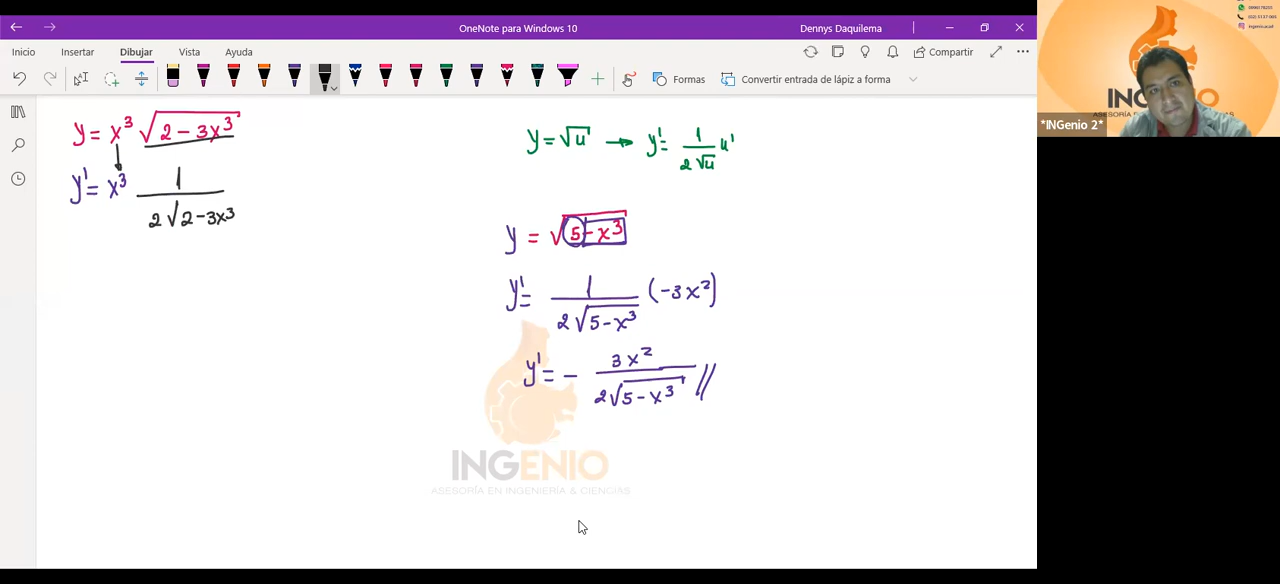 OneNote para Windows 10
Dennys Daquilema
Inicio Insertar Dibujar Vista Ayuda
Compartir
Formas
Convertir entrada de lápiz a forma
y = x³ √(2 - 3x³)
y' = x³ 1 / (2√(2 - 3x³))
y = √u → y' = 1 / (2√u) u'
y = √(5 - x³)
y' = 1 / (2√(5 - x³)) (-3x²)
y' = - 3x² / (2√(5 - x³)) //
INGENIO
ASESORÍA EN INGENIERÍA & CIENCIAS
*INGenio 2*